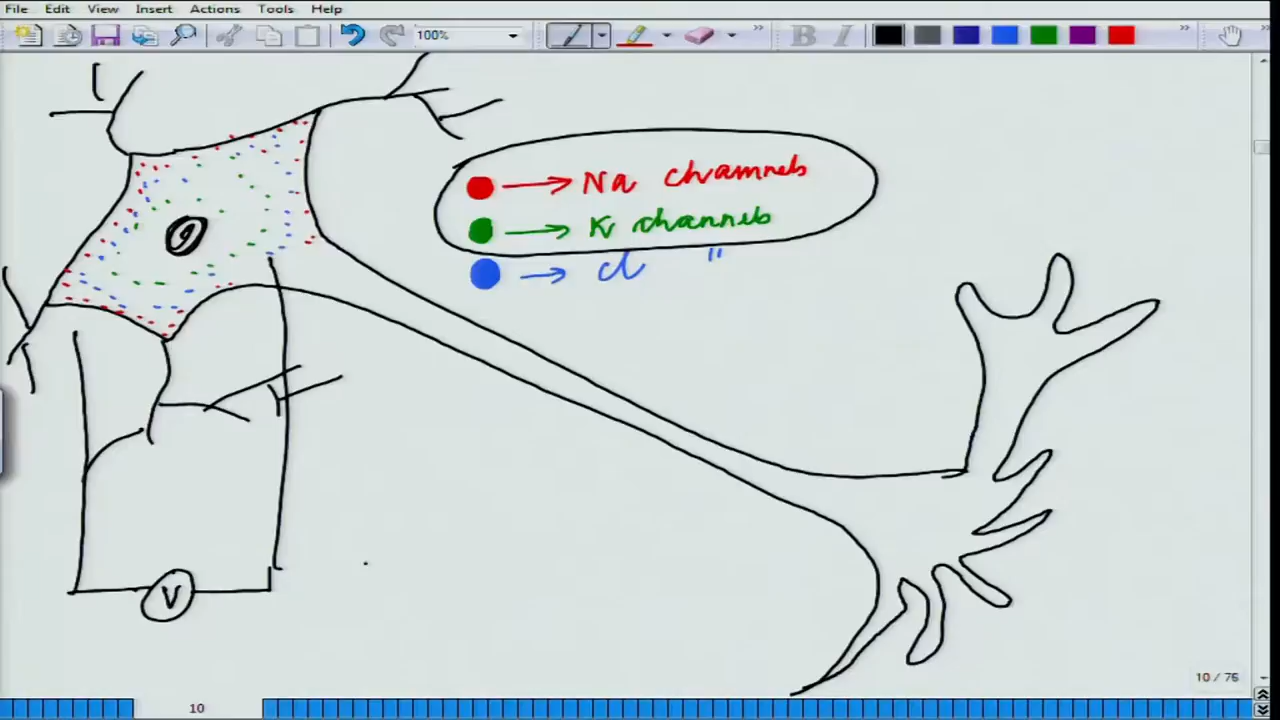 File Edit View Insert Actions Tools Help
100%
B I
Na channels
K channels
cl "
V
10 / 76
10